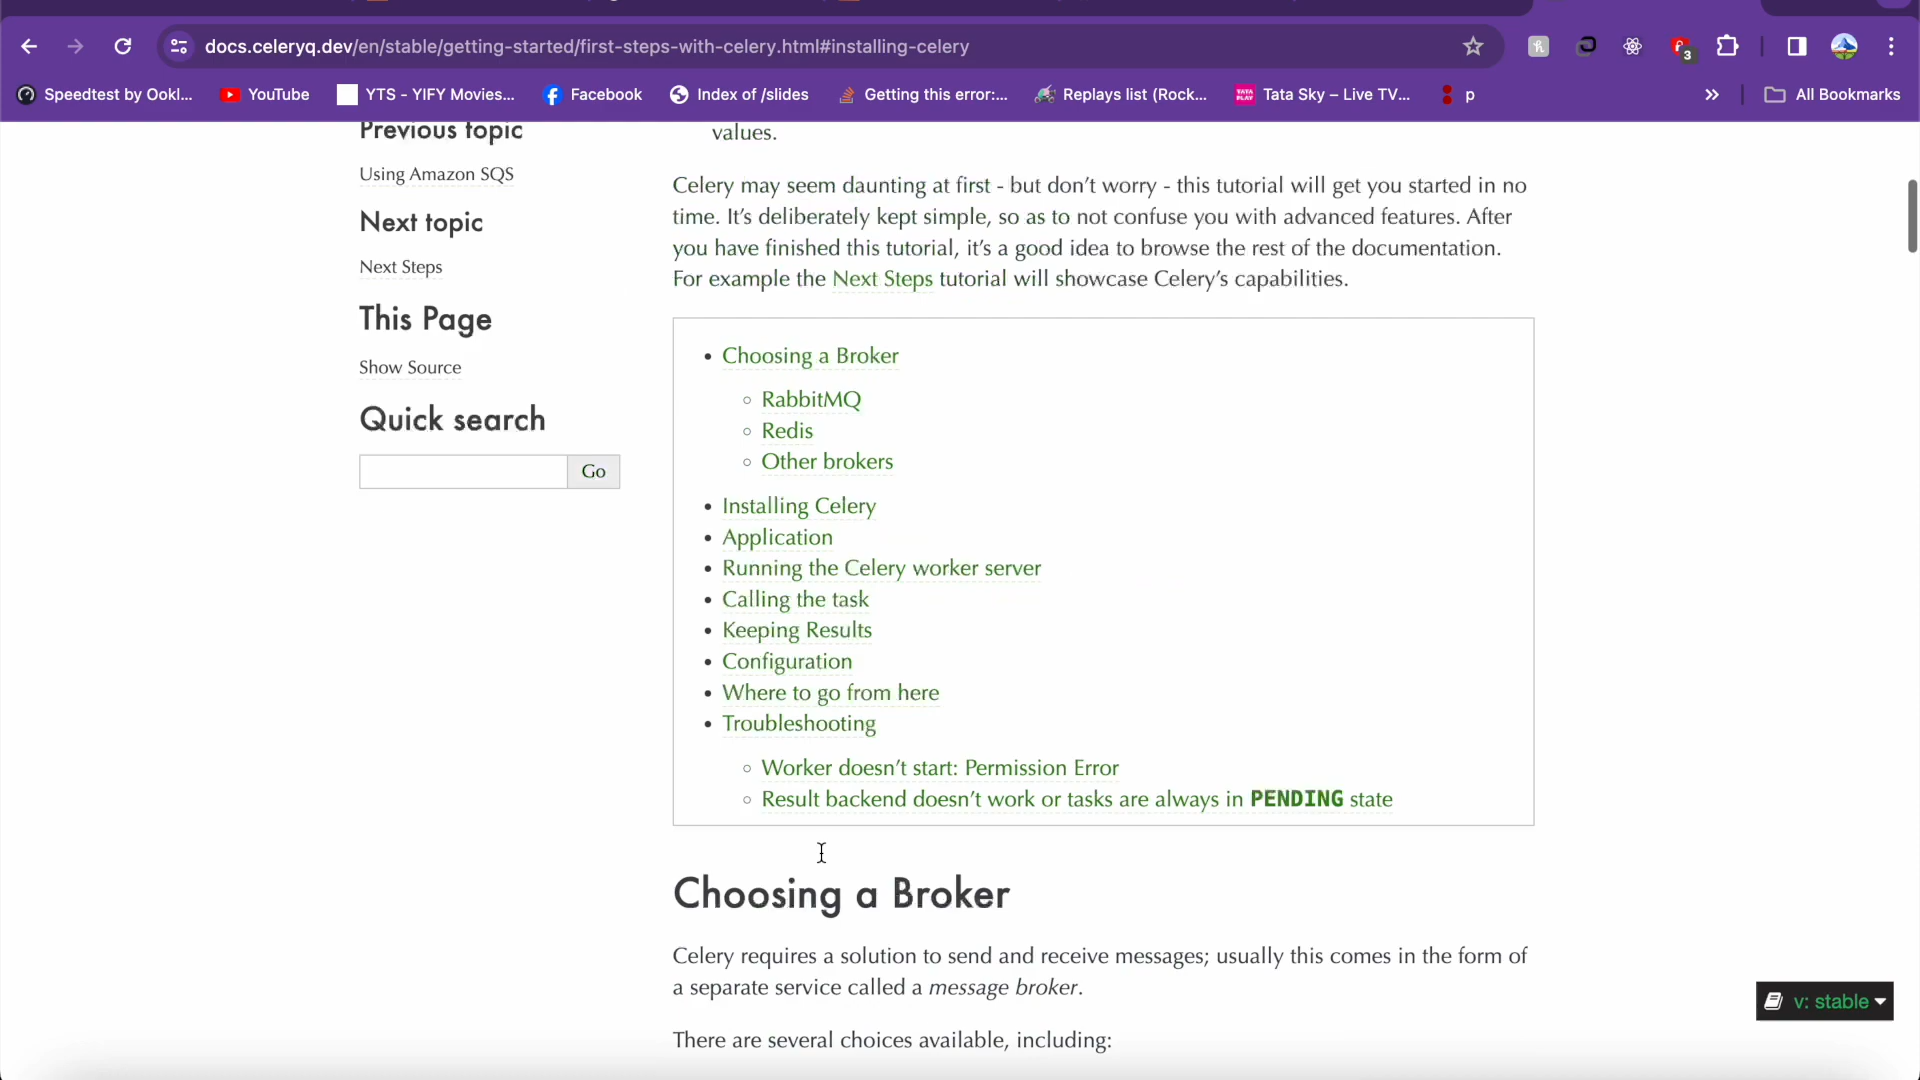 docs.celeryq.dev/en/stable/getting-started/first-steps-with-celery.html#installing-celery
3
Speedtest by Ookl...
YouTube
YTS - YIFY Movies...
Facebook
Index of /slides
Getting this error:...
Replays list (Rock...
TATA PLAY
Tata Sky – Live TV...
p
»
All Bookmarks
Previous topic
Using Amazon SQS
Next topic
Next Steps
This Page
Show Source
Quick search
Go
values.
Celery may seem daunting at first - but don’t worry - this tutorial will get you started in no
time. It’s deliberately kept simple, so as to not confuse you with advanced features. After
you have finished this tutorial, it’s a good idea to browse the rest of the documentation.
For example the Next Steps tutorial will showcase Celery’s capabilities.
• Choosing a Broker
◦ RabbitMQ
◦ Redis
◦ Other brokers
• Installing Celery
• Application
• Running the Celery worker server
• Calling the task
• Keeping Results
• Configuration
• Where to go from here
• Troubleshooting
◦ Worker doesn’t start: Permission Error
◦ Result backend doesn’t work or tasks are always in PENDING state
Choosing a Broker
Celery requires a solution to send and receive messages; usually this comes in the form of
a separate service called a message broker.
There are several choices available, including:
v: stable